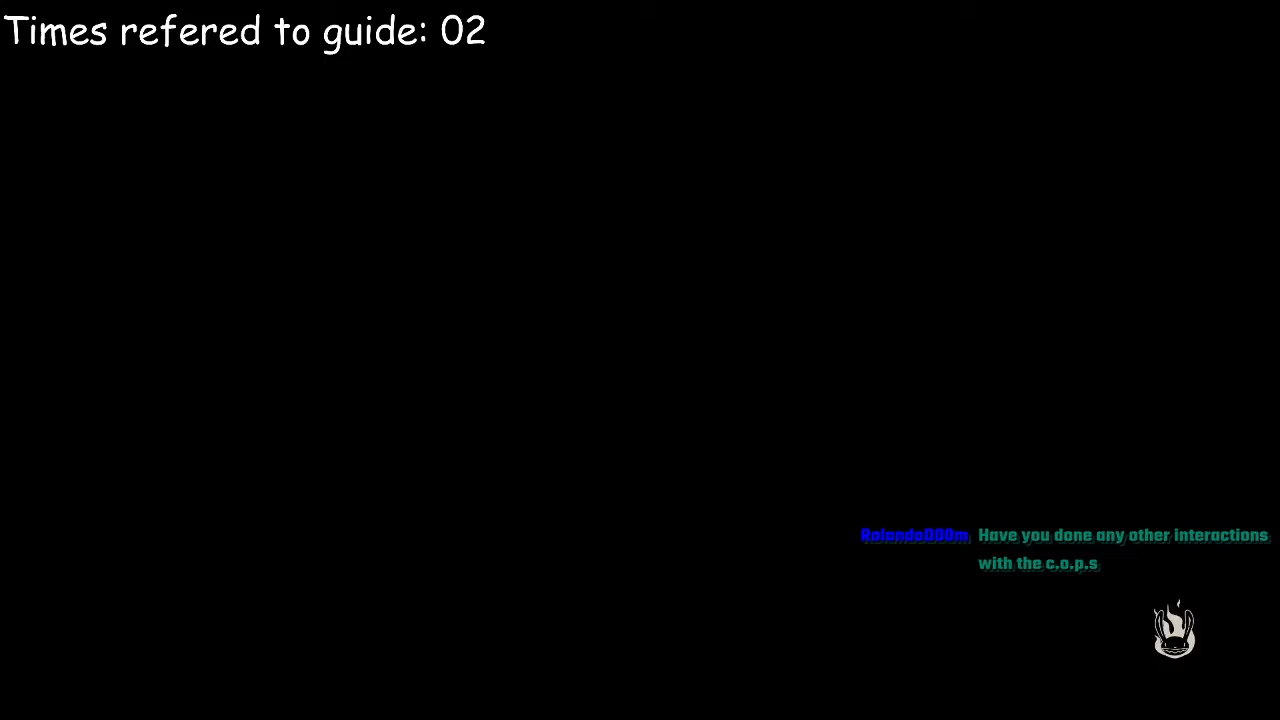 Times refered to guide: 02
RolandoDOOm Have you done any other interactions
with the c.o.p.s